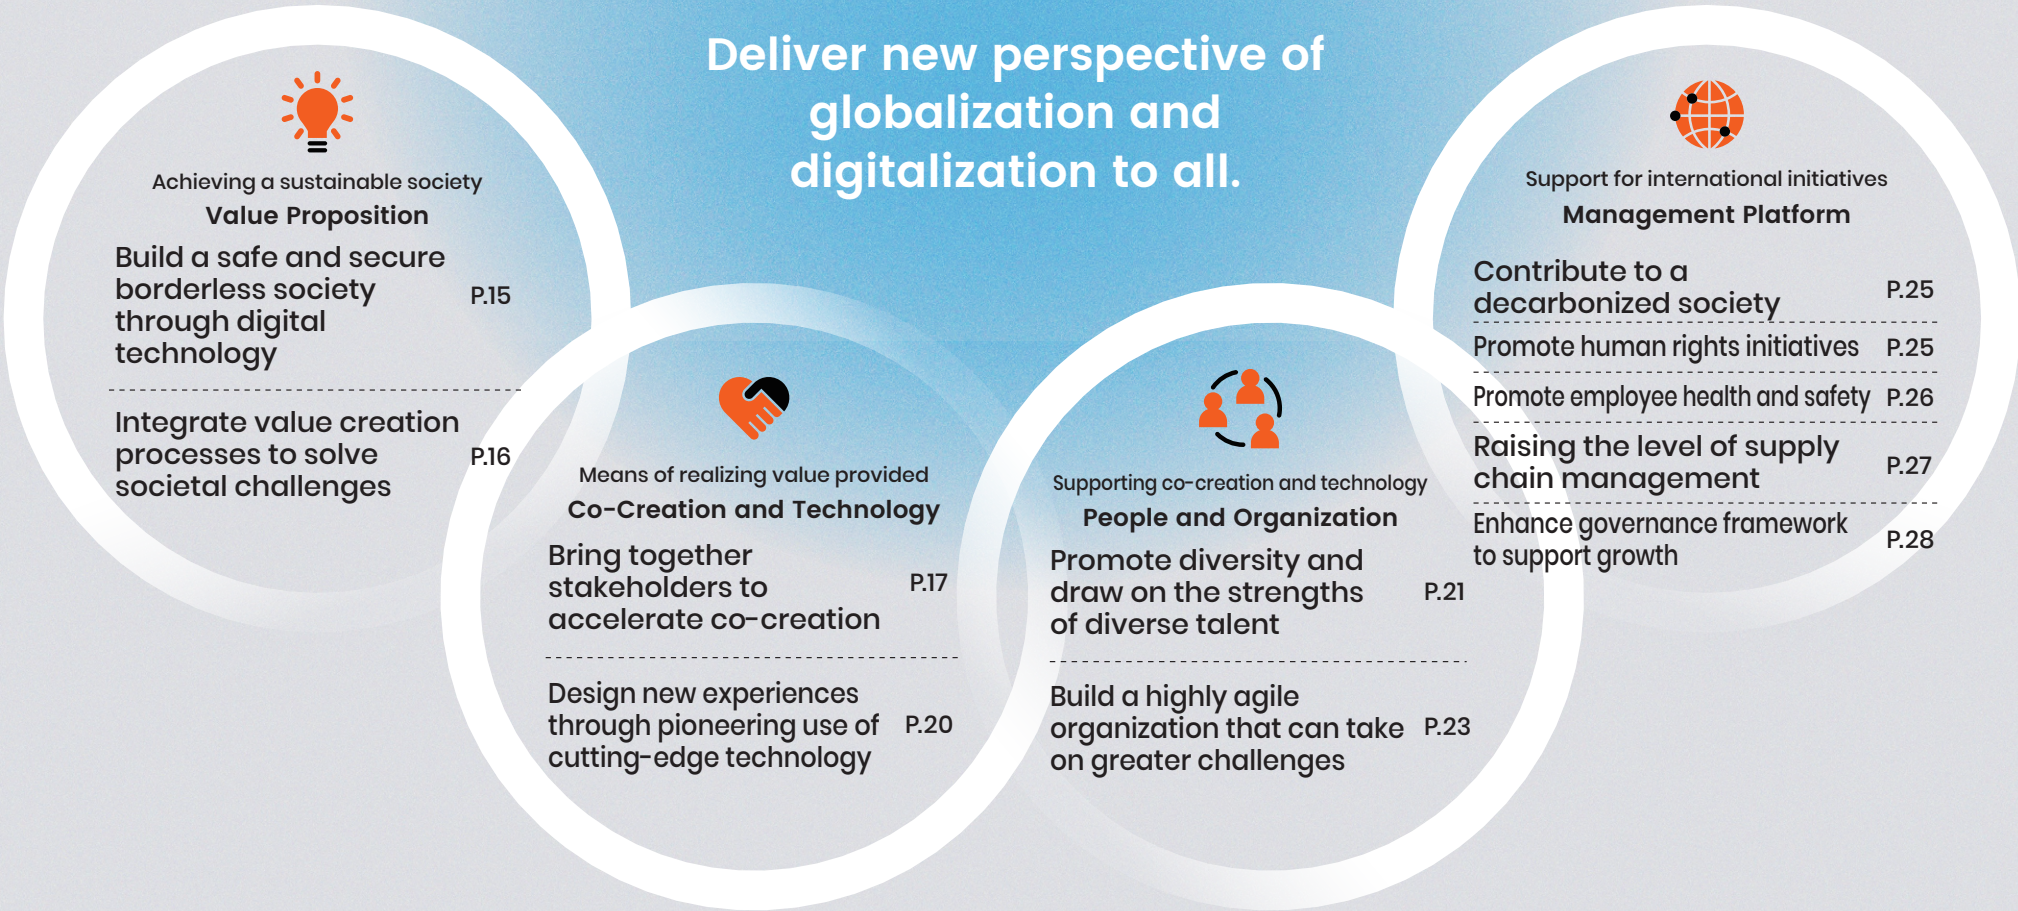 Deliver new perspective of
globalization and
digitalization to all.
Achieving a sustainable society
Value Proposition
Build a safe and secure
borderless society
through digital
technology
P.15
Integrate value creation
processes to solve
societal challenges
P.16
Means of realizing value provided
Co-Creation and Technology
Bring together
stakeholders to
accelerate co-creation
P.17
Design new experiences
through pioneering use of
cutting-edge technology
P.20
Supporting co-creation and technology
People and Organization
Promote diversity and
draw on the strengths
of diverse talent
P.21
Build a highly agile
organization that can take
on greater challenges
P.23
Support for international initiatives
Management Platform
Contribute to a
decarbonized society
P.25
Promote human rights initiatives P.25
Promote employee health and safety P.26
Raising the level of supply
chain management
P.27
Enhance governance framework
to support growth
P.28